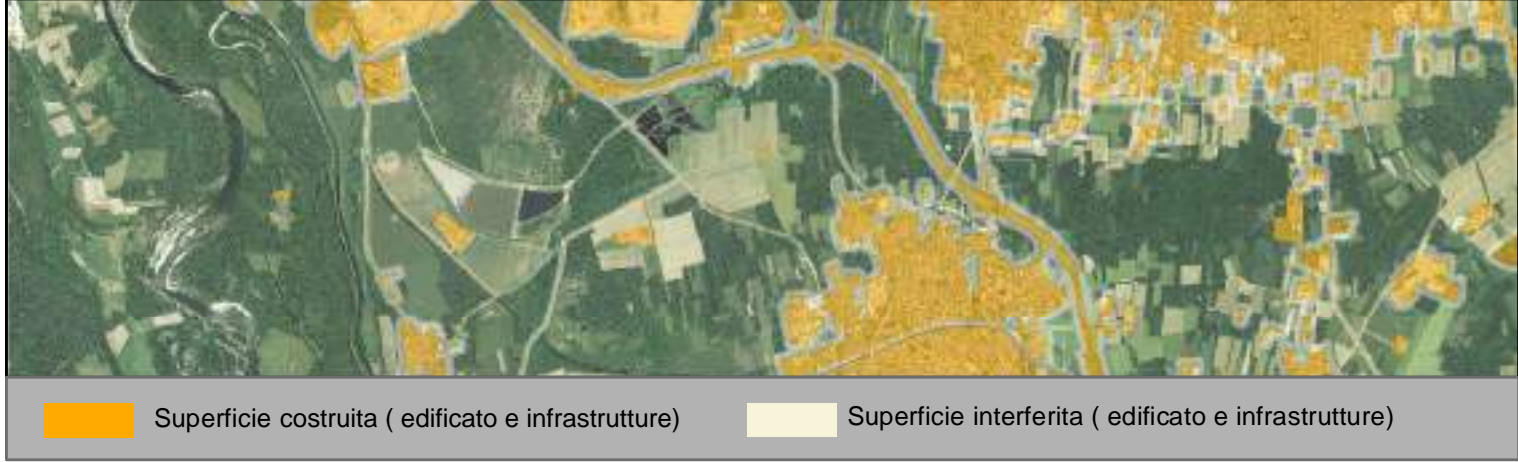 Superficie costruita ( edificato e infrastrutture)
Superficie interferita ( edificato e infrastrutture)